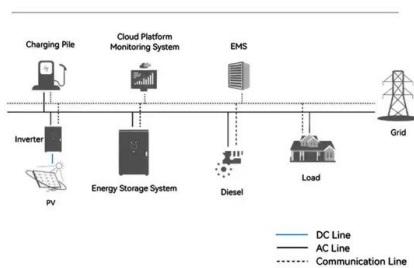 Charging Pile
Cloud Platform
Monitoring System
EMS
Grid
Inverter
PV
Energy Storage System
Diesel
Load
DC Line
AC Line
Communication Line